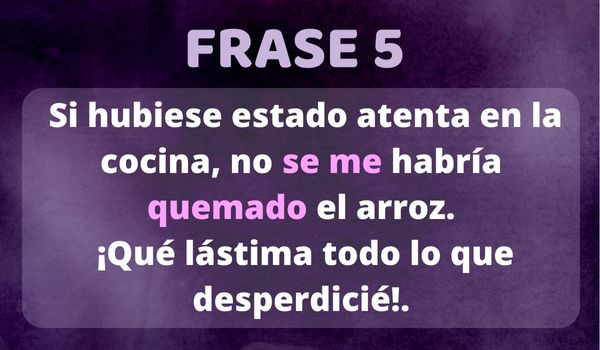 FRASE 5
Si hubiese estado atenta en la
cocina, no se me habría
quemado el arroz.
¡Qué lástima todo lo que
desperdicié!.